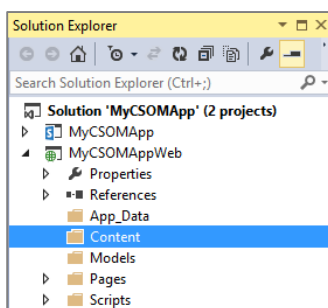 Solution Explorer
Search Solution Explorer (Ctrl+;)
Solution 'MyCSOMApp' (2 projects)
MyCSOMApp
MyCSOMAppWeb
Properties
References
App_Data
Content
Models
Pages
Scripts